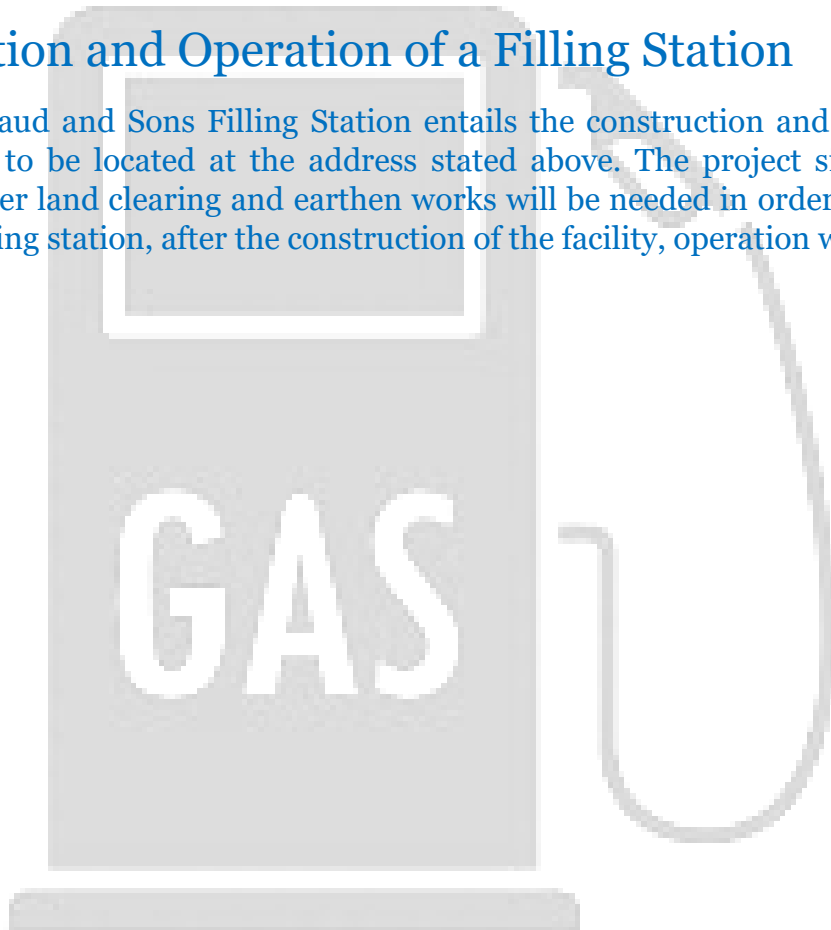 tion and Operation of a Filling Station
aud and Sons Filling Station entails the construction and
to be located at the address stated above. The project
er land clearing and earthen works will be needed in order
ing station, after the construction of the facility, operation
GAS